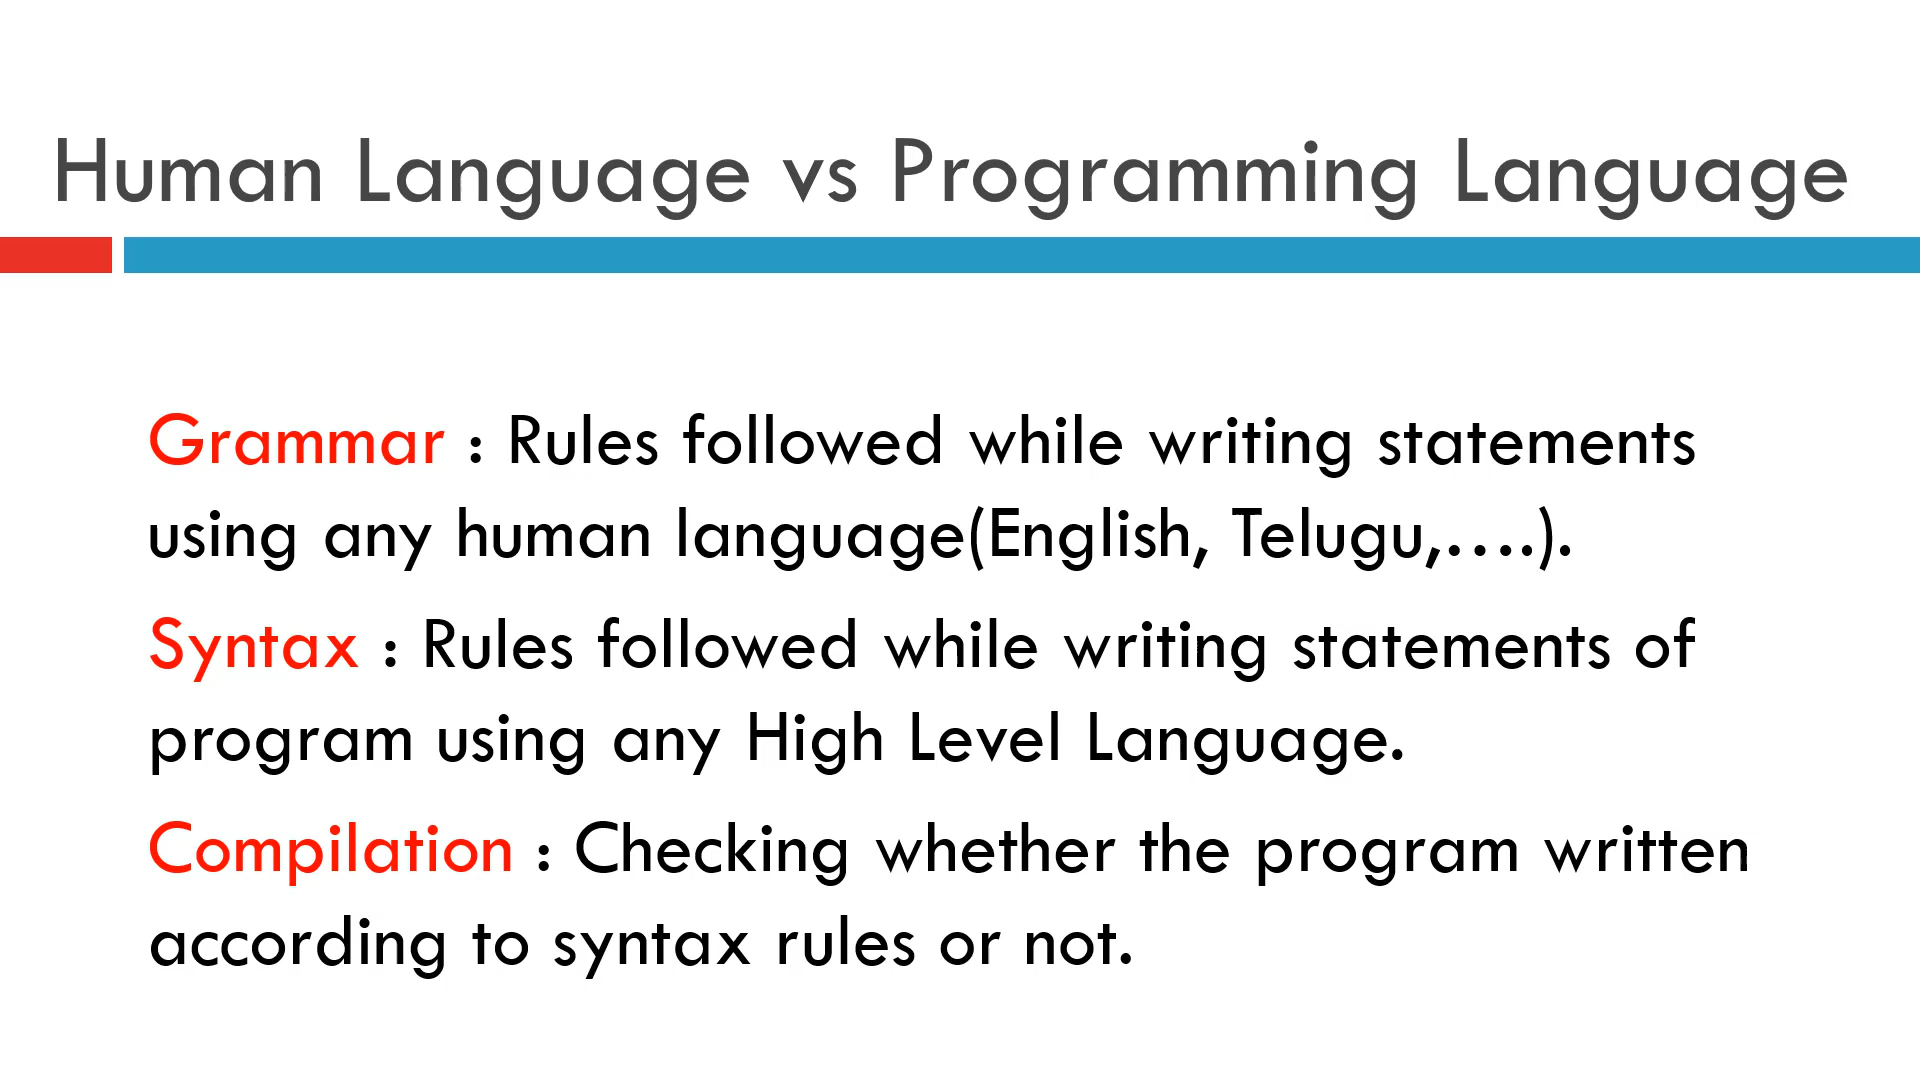 Human Language vs Programming Language
Grammar : Rules followed while writing statements
using any human language(English, Telugu,….).
Syntax : Rules followed while writing statements of
program using any High Level Language.
Compilation : Checking whether the program written
according to syntax rules or not.